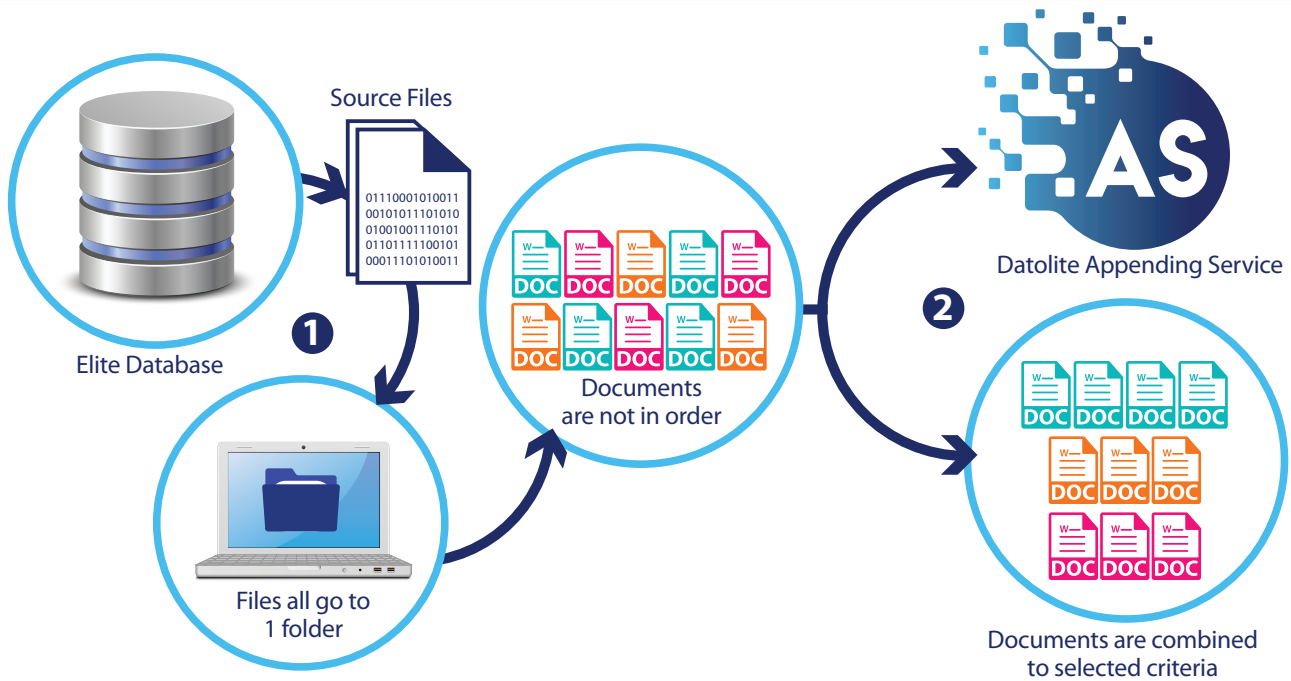 Source Files
01110001010011
00101011101010
01001001110101
01101111100101
00011101010011
Elite Database
1
Files all go to
1 folder
W
W
W
W
W
DOC
DOC
DOC
DOC
DOC
W
W
W
W
W
DOC
DOC
DOC
DOC
DOC
Documents
are not in order
AS
Datolite Appending Service
2
W
W
W
W
DOC
DOC
DOC
DOC
W
W
W
DOC
DOC
DOC
W
W
W
DOC
DOC
DOC
Documents are combined
to selected criteria